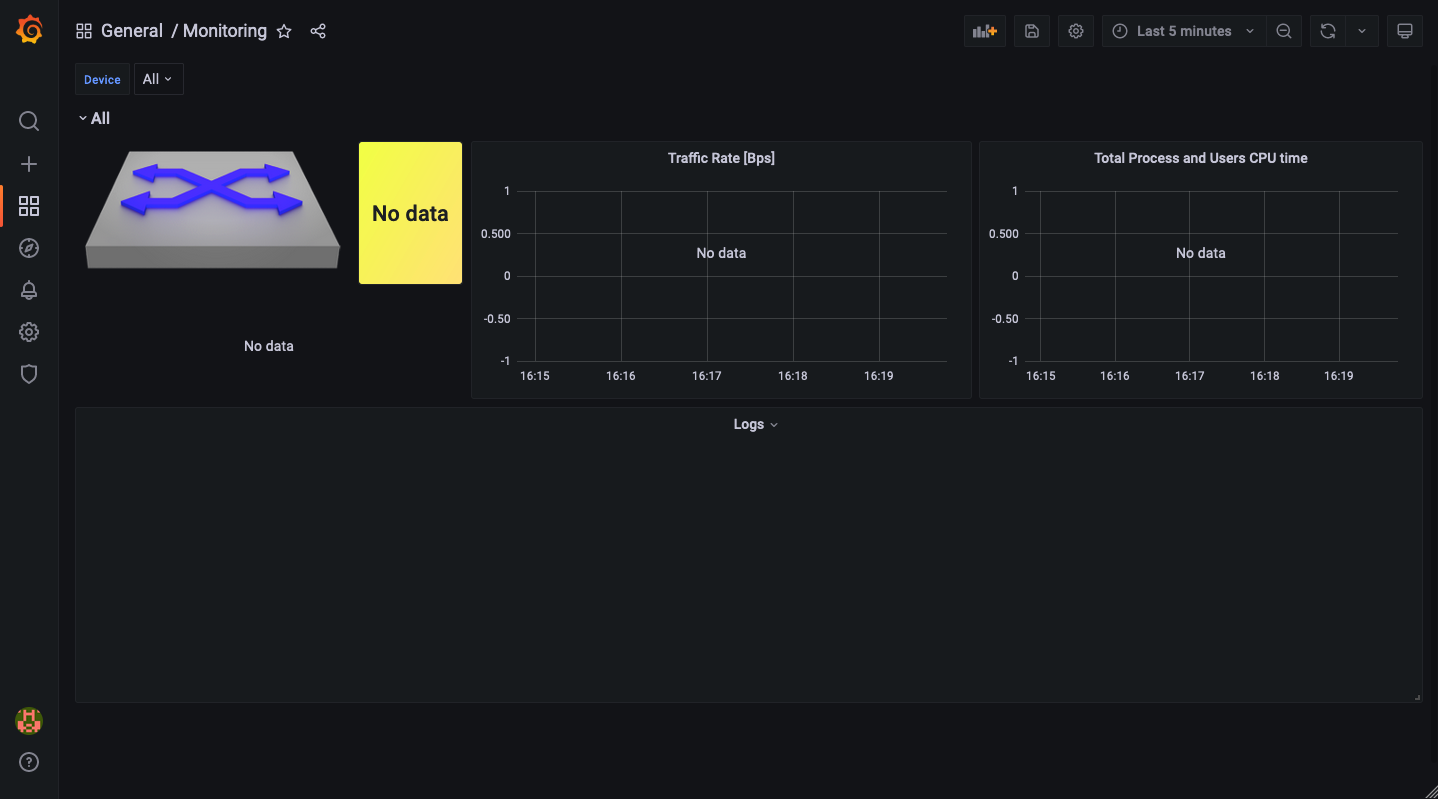 General / Monitoring
Last 5 minutes
Device All
All
No data
No data
Traffic Rate [Bps]
1
0.500
0
-0.50
-1
No data
16:15 16:16 16:17 16:18 16:19
Total Process and Users CPU time
1
0.500
0
-0.50
-1
No data
16:15 16:16 16:17 16:18 16:19
Logs